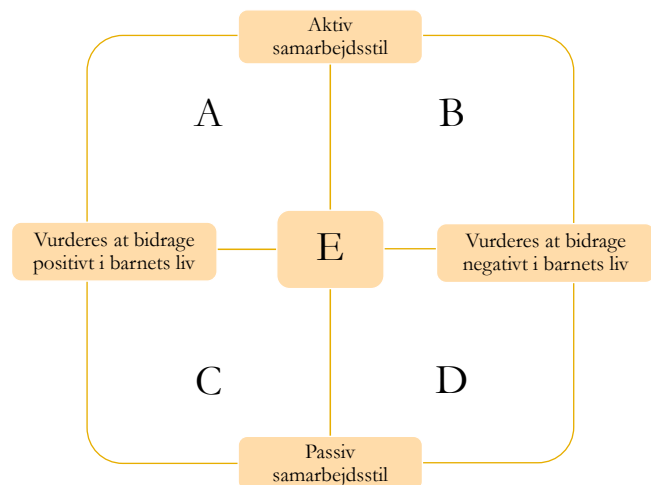 Aktiv
samarbejdsstil
A
B
Vurderes at bidrage
positivt i barnets liv
E
Vurderes at bidrage
negativt i barnets liv
C
D
Passiv
samarbejdsstil